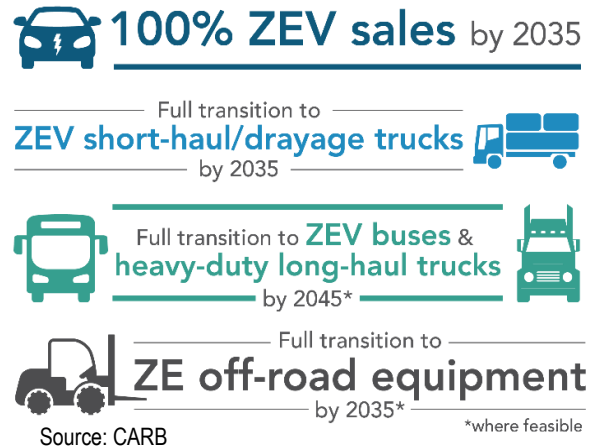 100% ZEV sales by 2035
Full transition to
ZEV short-haul/drayage trucks
by 2035
Full transition to ZEV buses &
heavy-duty long-haul trucks
by 2045*
Full transition to
ZE off-road equipment
by 2035*
*where feasible
Source: CARB